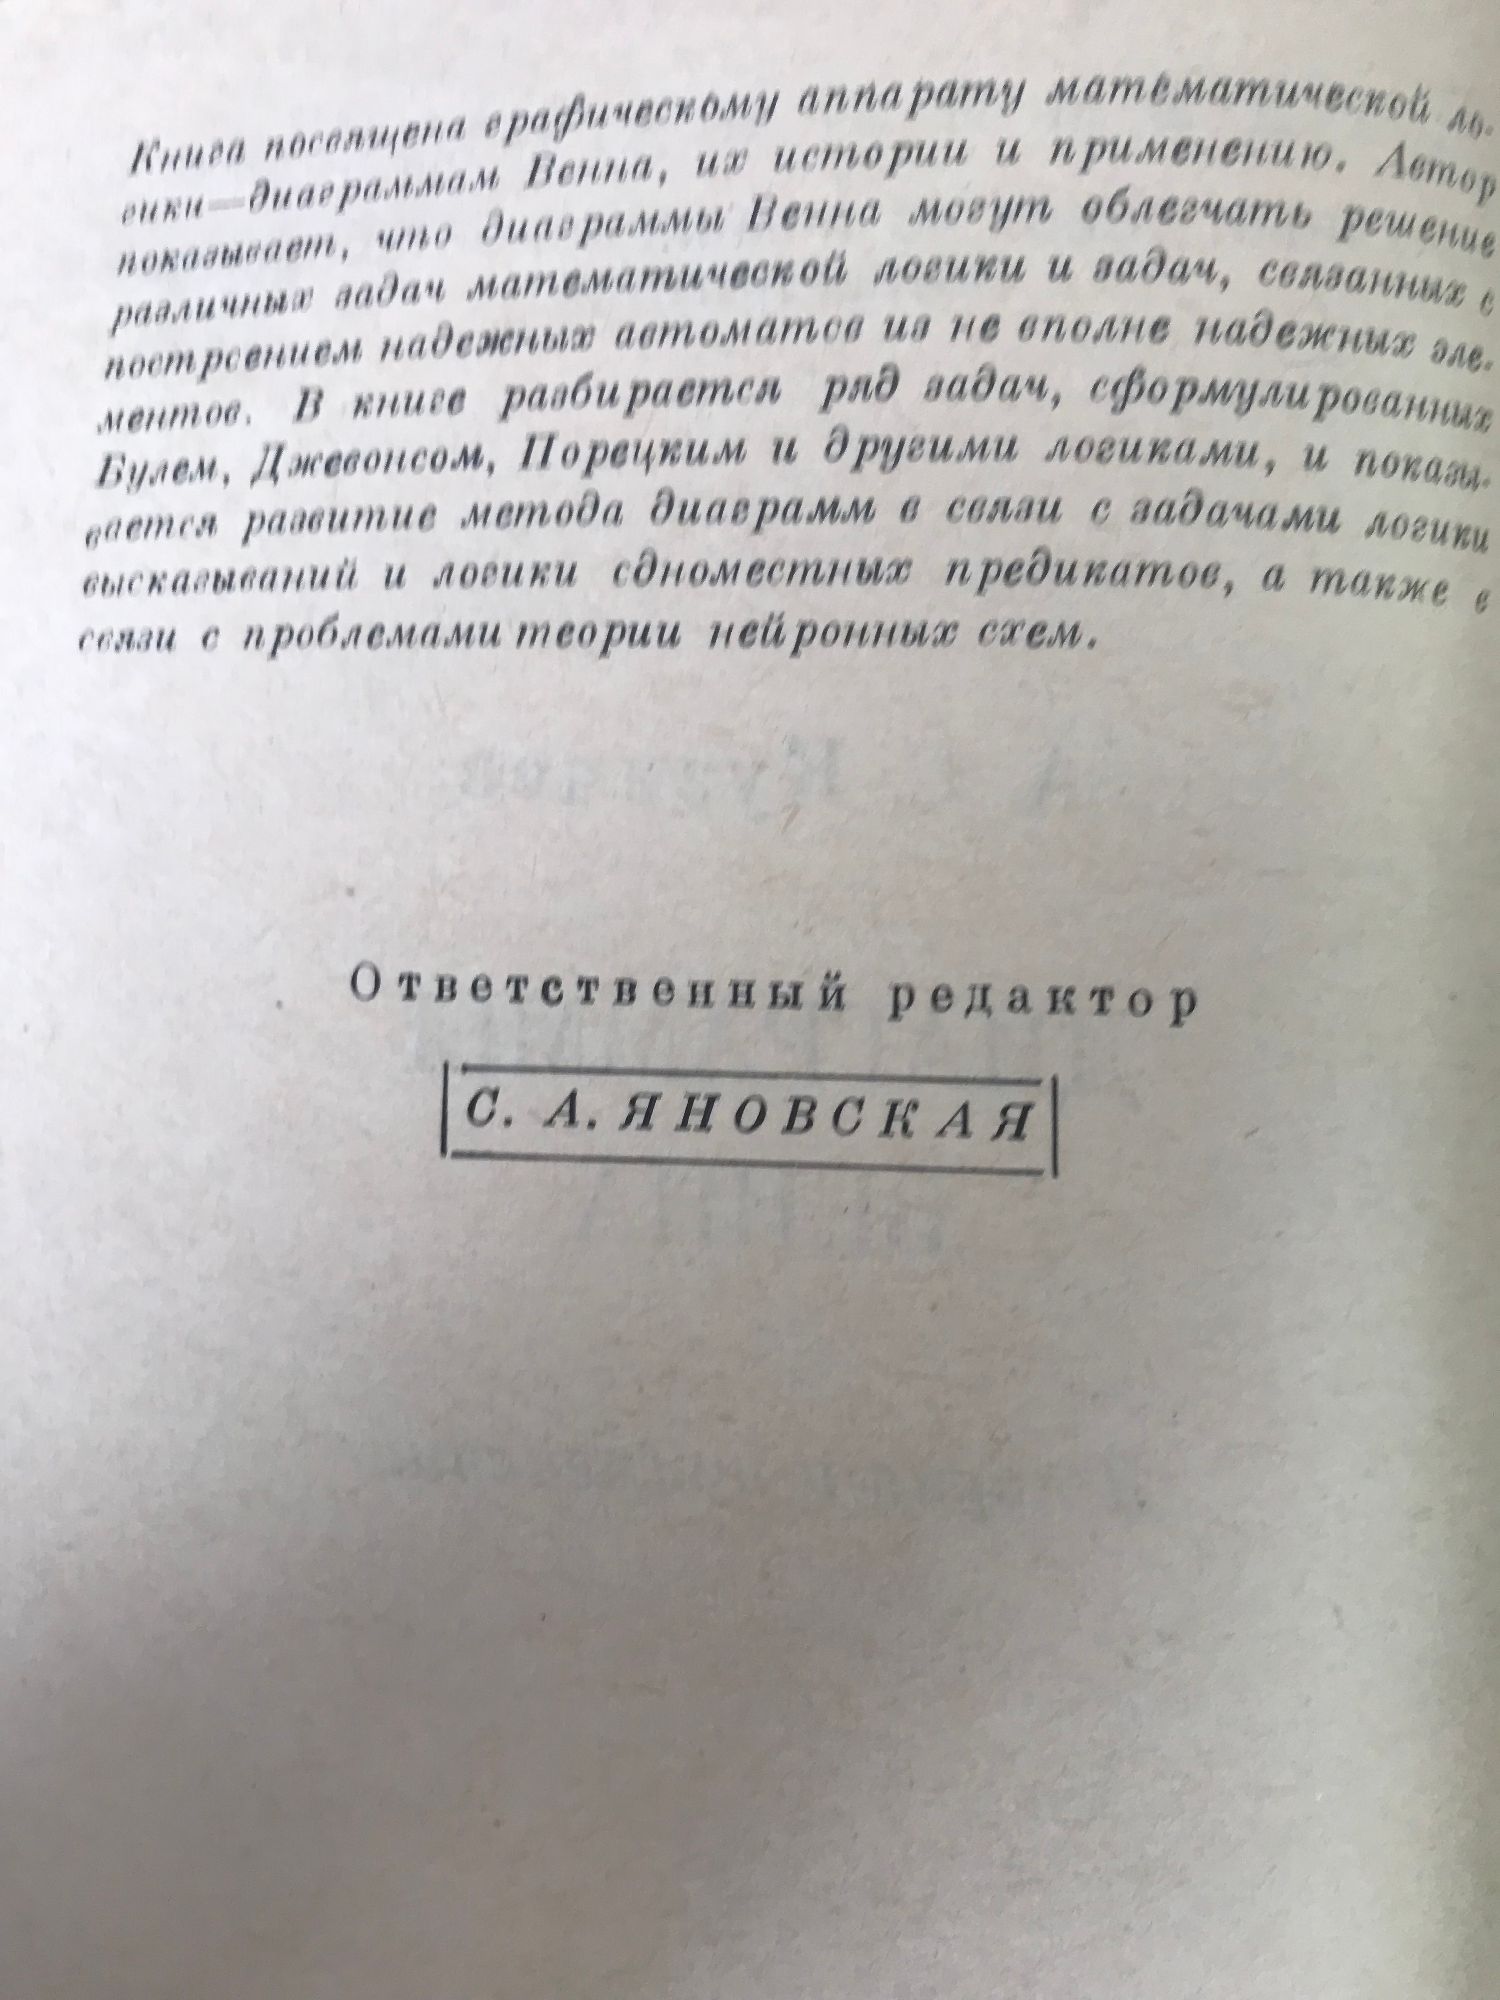 Книга посвящена графическому аппарату математической ло-
гики—диаграммам Венна, их истории и применению. Автор
показывает, что диаграммы Венна могут облегчать решение
различных задач математической логики и задач, связанных с
построением надежных автоматов из не вполне надежных эле-
ментов. В книге разбирается ряд задач, сформулированных
Булем, Джевонсом, Порецким и другими логиками, и показы-
вается развитие метода диаграмм в связи с задачами логики
высказываний и логики одноместных предикатов, а также в
связи с проблемами теории нейронных схем.
Ответственный редактор
С. А. ЯНОВСКАЯ